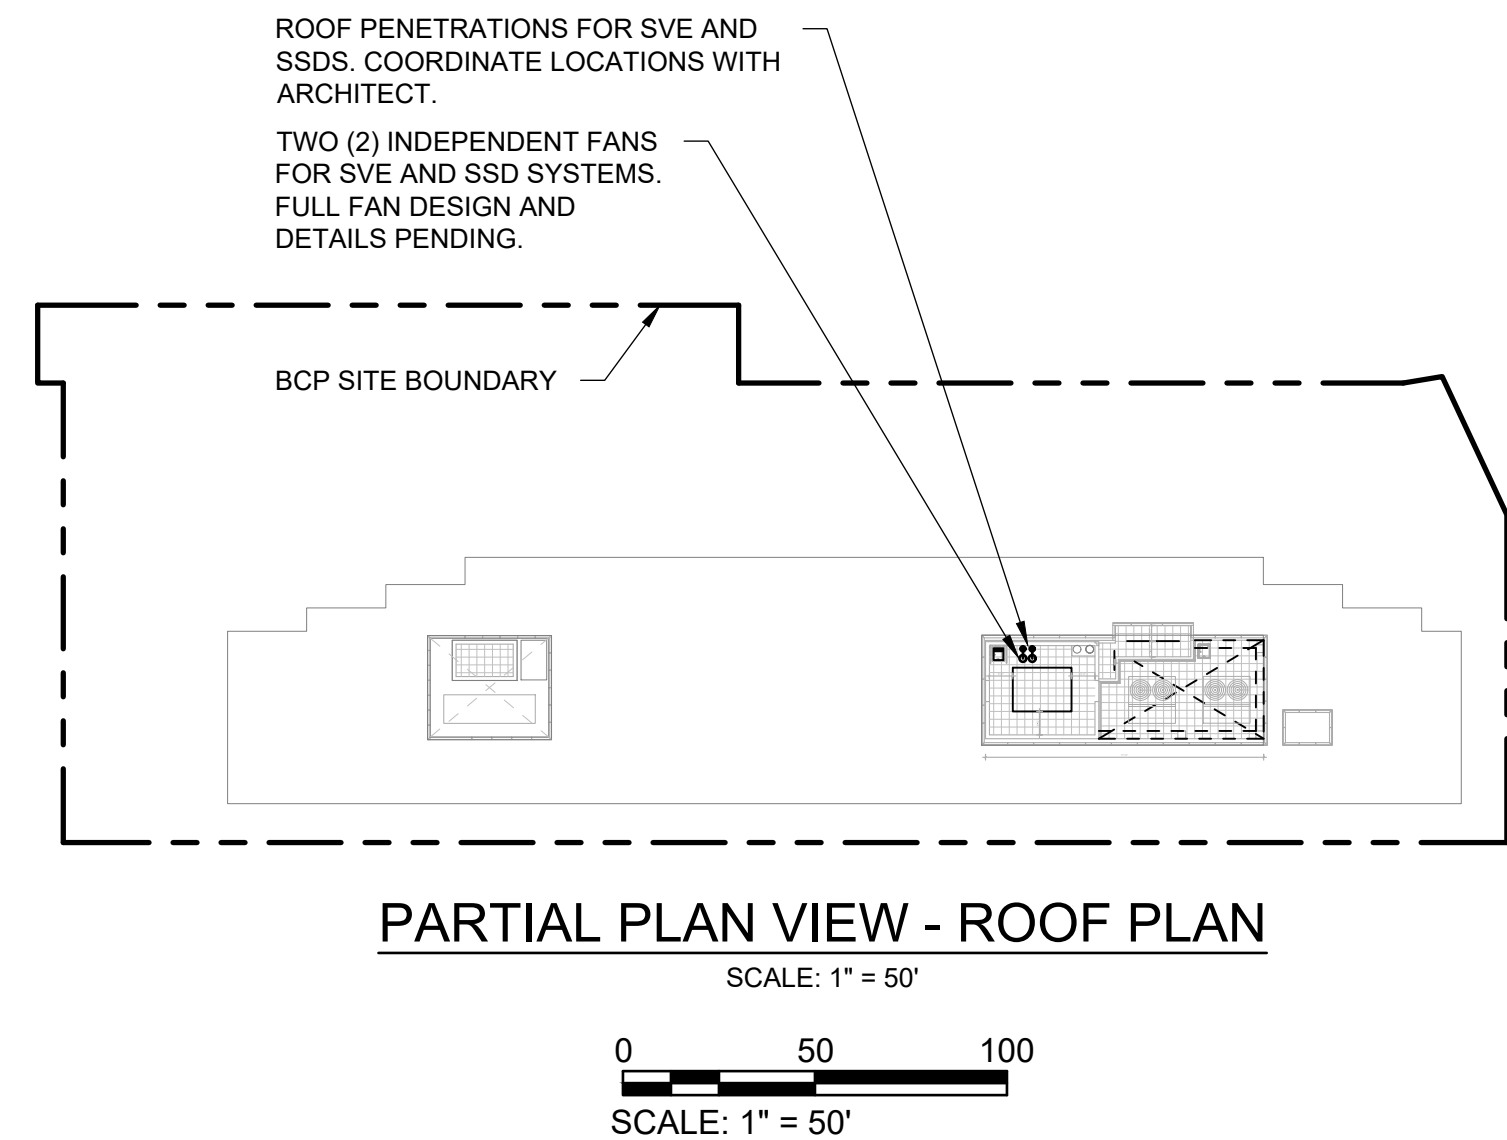 ROOF PENETRATIONS FOR SVE AND
SSDS. COORDINATE LOCATIONS WITH
ARCHITECT.
TWO (2) INDEPENDENT FANS
FOR SVE AND SSD SYSTEMS.
FULL FAN DESIGN AND
DETAILS PENDING.
BCP SITE BOUNDARY
PARTIAL PLAN VIEW - ROOF PLAN
SCALE: 1" = 50'
0 50 100
SCALE: 1" = 50'